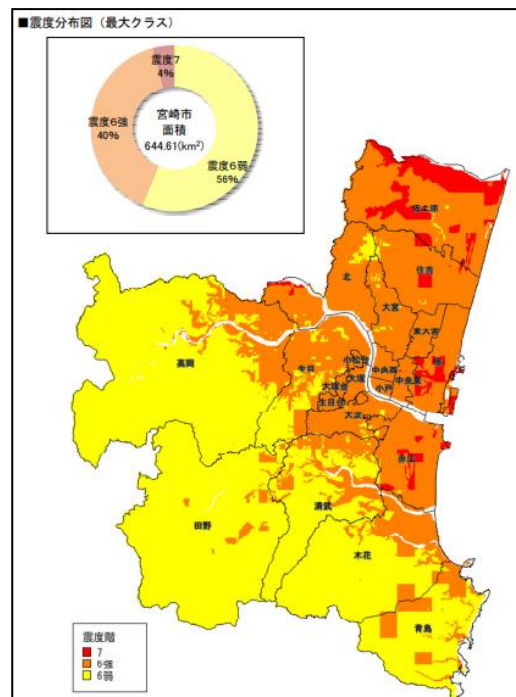 ■震度分布図（最大クラス）
震度7
4%
震度6強
40%
宮崎市
面積
644.61(km²)
震度6弱
56%
佐土原
住吉
北
大宮
東大宮
檍
小松台
中央西
生目
大塚
中央東
高岡
大塚台
小戸
生目台
大淀
赤江
清武
田野
木花
青島
震度階
7
6強
6弱